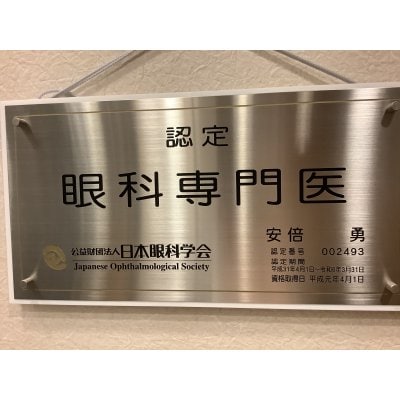 認定
眼科専門医
公益財団法人日本眼科学会
Japanese Ophthalmological Society
安倍 勇
認定番号 002493
認定期間
平成31年4月1日~令和6年3月31日
資格取得日 平成元年4月1日